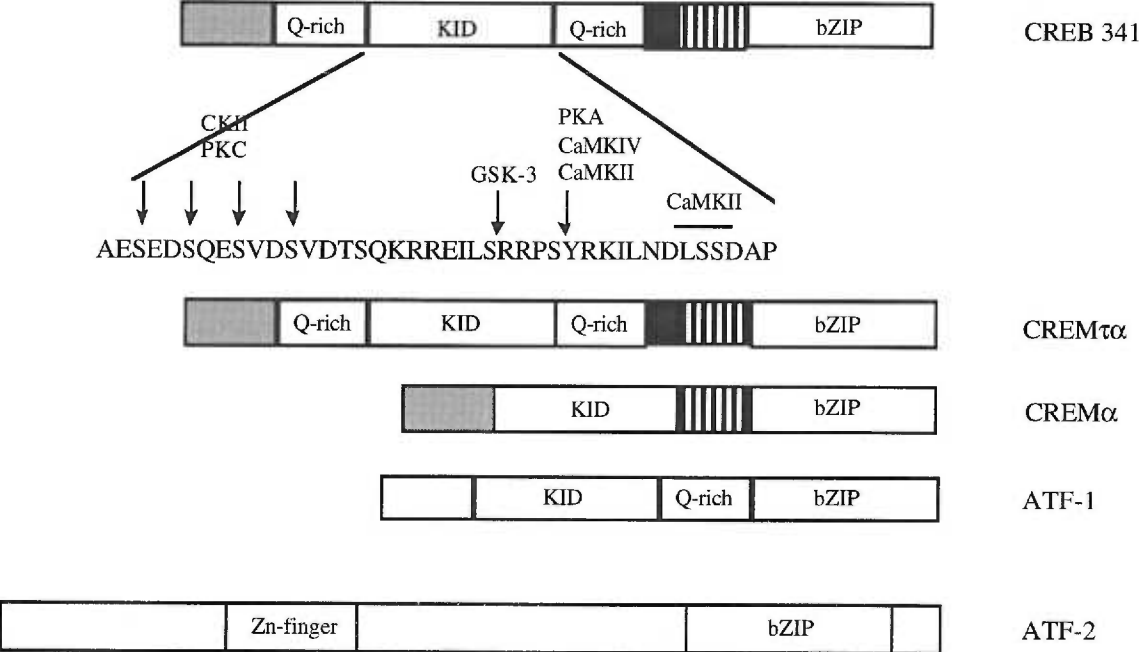 Q-rich KID Q-rich bZIP CREB 341
CKII
PKC
PKA
CaMKIV
CaMKII
GSK-3
CaMKII
AESEDSQESVDSVDTSQKRREILSRRPSYRKILNDLSSDAP
Q-rich KID Q-rich bZIP CREMτα
KID bZIP CREMα
KID Q-rich bZIP ATF-1
Zn-finger bZIP ATF-2